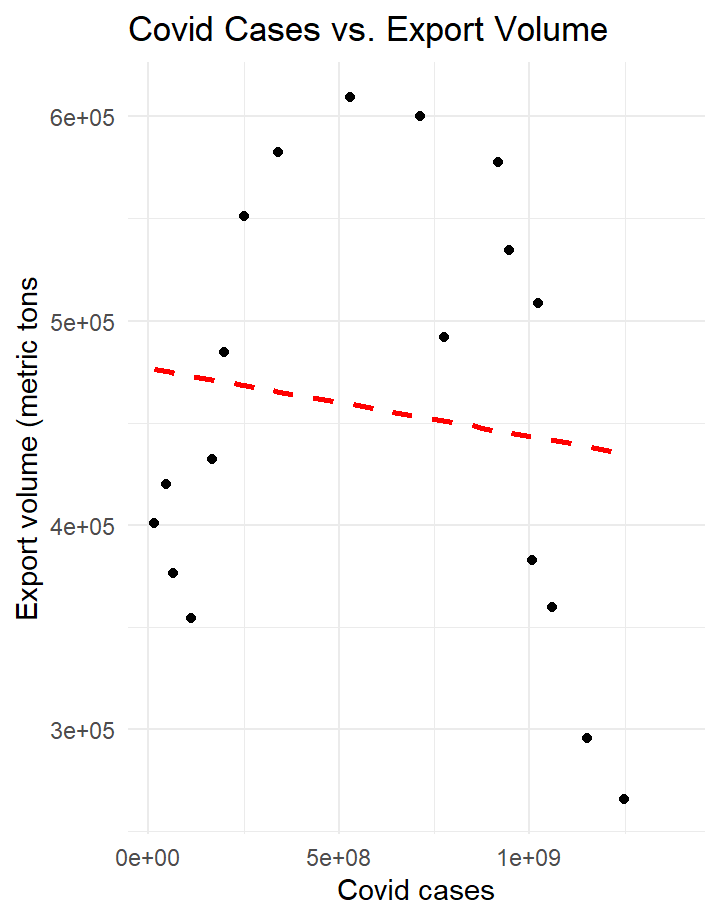 Covid Cases vs. Export Volume
Export volume (metric tons
6e+05
5e+05
4e+05
3e+05
0e+00 5e+08 1e+09
Covid cases